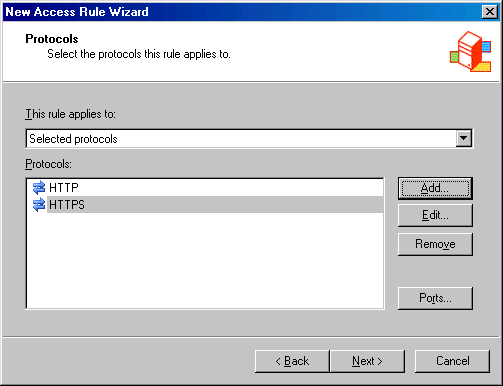 New Access Rule Wizard
Protocols
Select the protocols this rule applies to.
This rule applies to:
Selected protocols
Protocols:
HTTP
HTTPS
Add...
Edit...
Remove
Ports...
< Back
Next >
Cancel